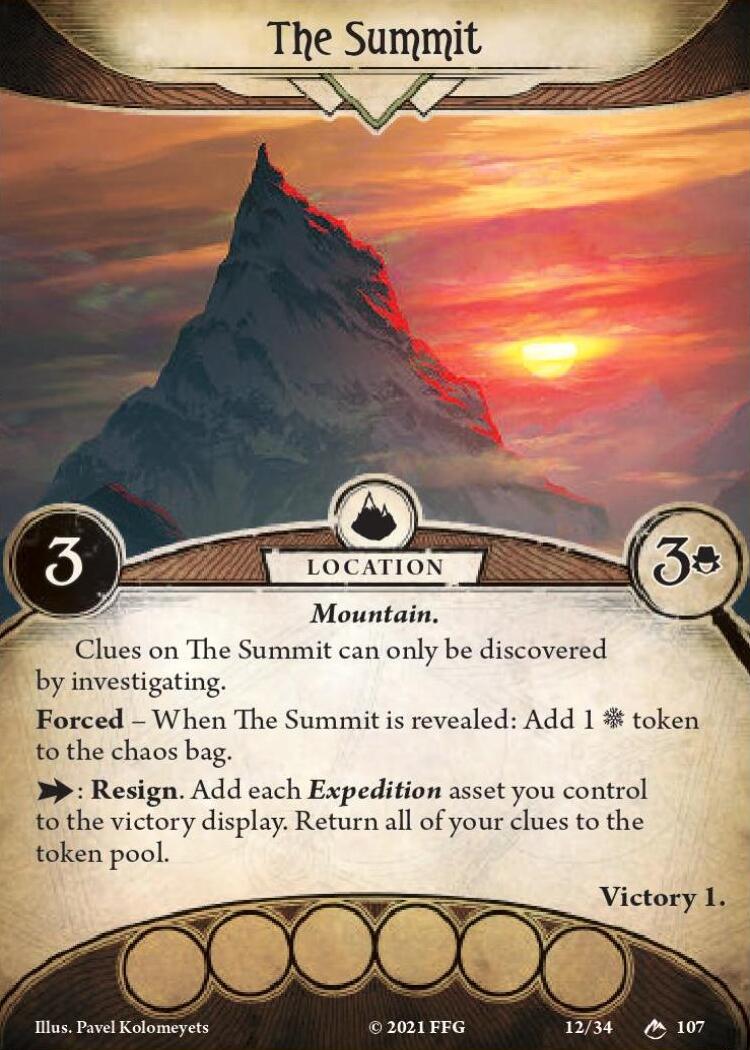 The Summit
3
3
LOCATION
Mountain.
Clues on The Summit can only be discovered
by investigating.
Forced – When The Summit is revealed: Add 1 token
to the chaos bag.
: Resign. Add each Expedition asset you control
to the victory display. Return all of your clues to the
token pool.
Victory 1.
Illus. Pavel Kolomeyets © 2021 FFG 12/34 107